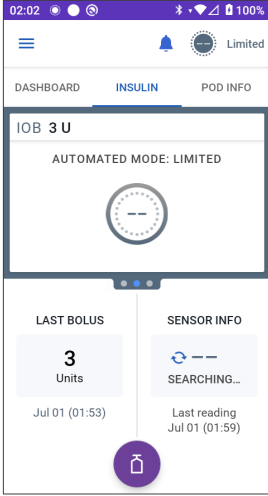 02:02 100%
Limited
DASHBOARD INSULIN POD INFO
IOB 3 U
AUTOMATED MODE: LIMITED
LAST BOLUS
3
Units
Jul 01 (01:53)
SENSOR INFO
SEARCHING...
Last reading
Jul 01 (01:59)